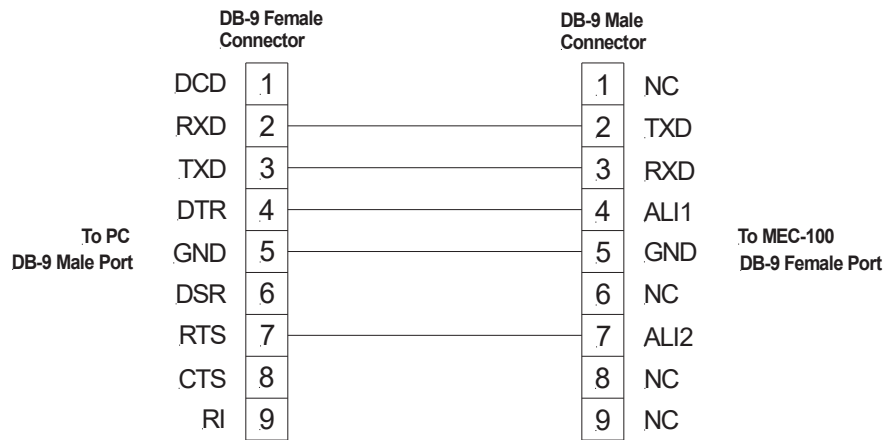 DB-9 Female
Connector
DB-9 Male
Connector
DCD 1 1 NC
RXD 2 2 TXD
TXD 3 3 RXD
DTR 4 4 ALI1
To PC
DB-9 Male Port
GND 5 5 GND
To MEC-100
DB-9 Female Port
DSR 6 6 NC
RTS 7 7 ALI2
CTS 8 8 NC
RI 9 9 NC